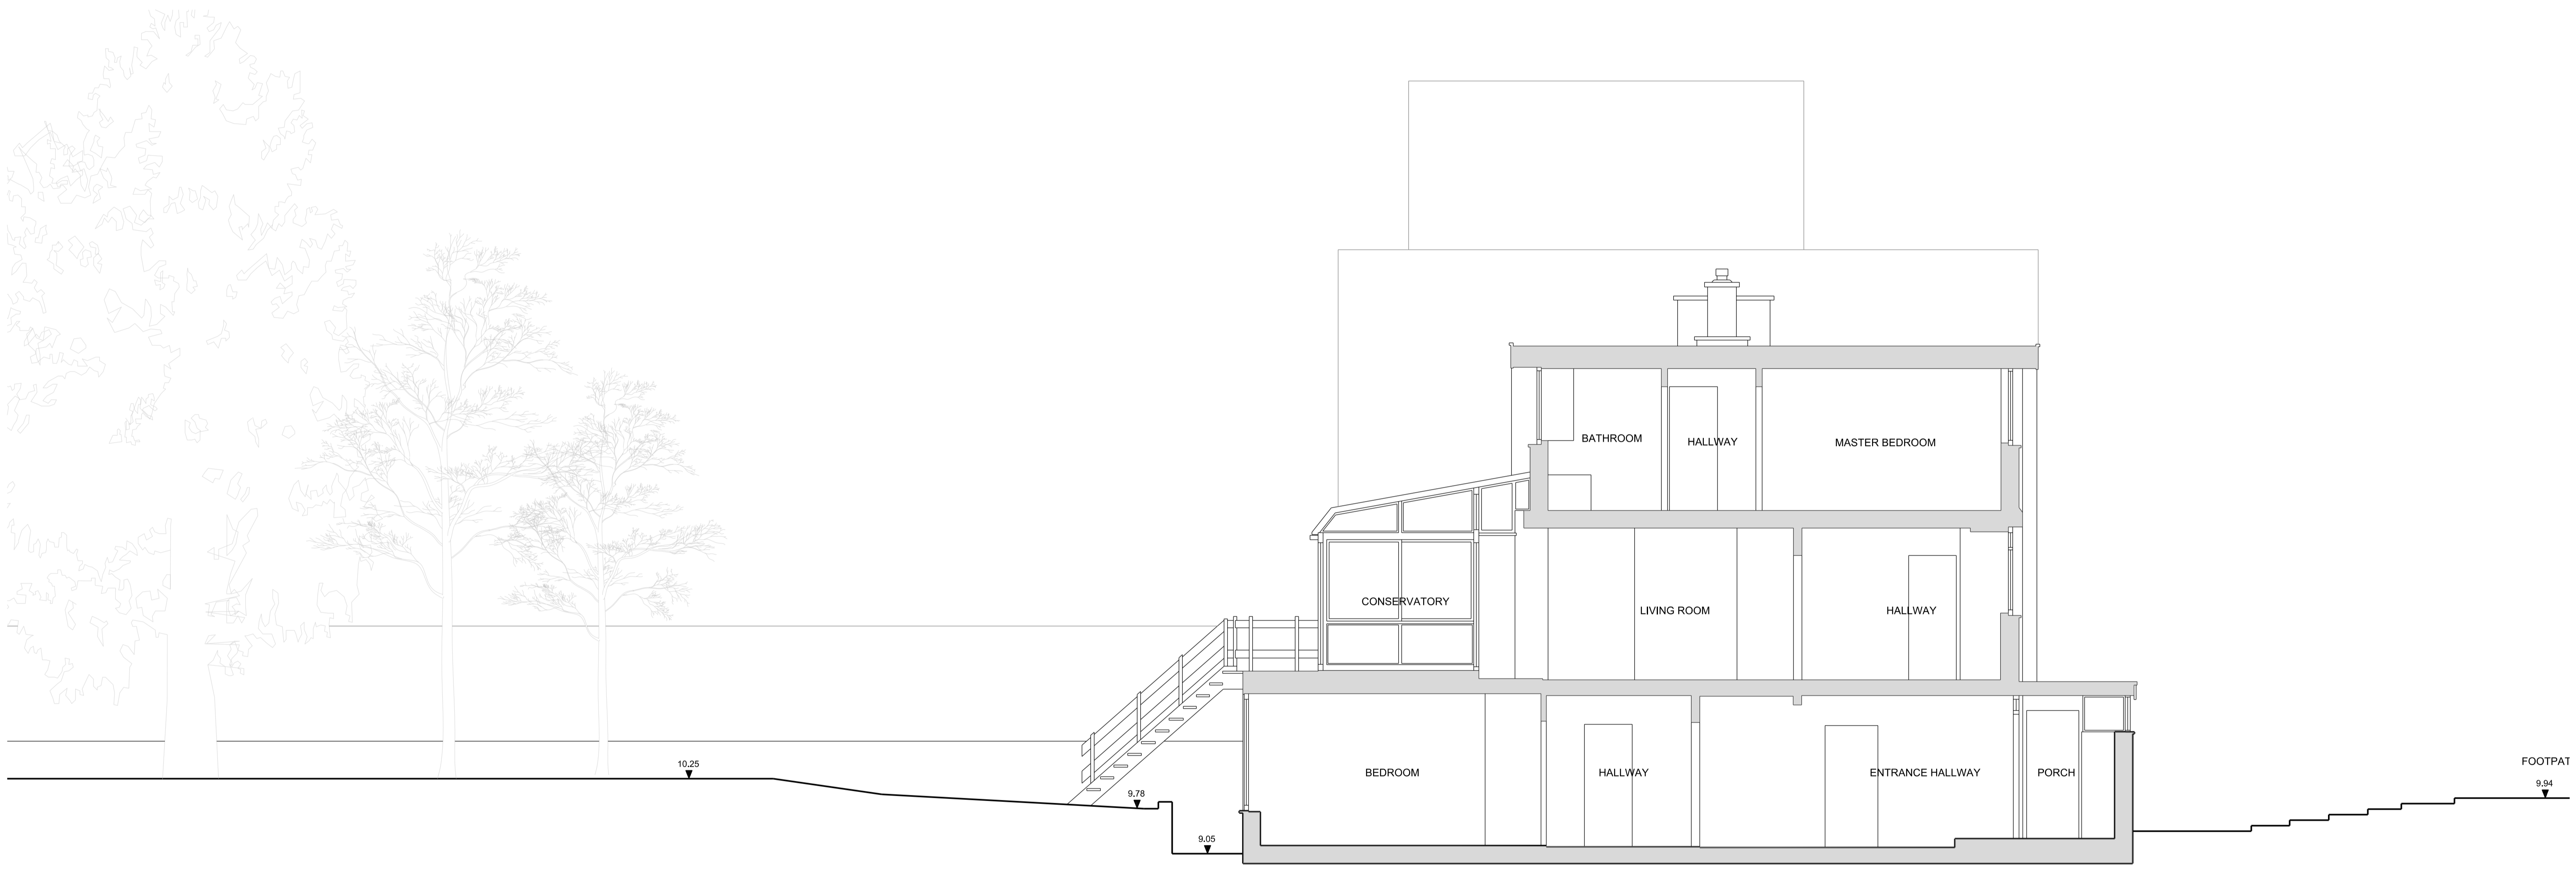 BATHROOM
HALLWAY
MASTER BEDROOM
CONSERVATORY
LIVING ROOM
HALLWAY
10.25
9.78
9.05
BEDROOM
HALLWAY
ENTRANCE HALLWAY
PORCH
FOOTPAT
9.94